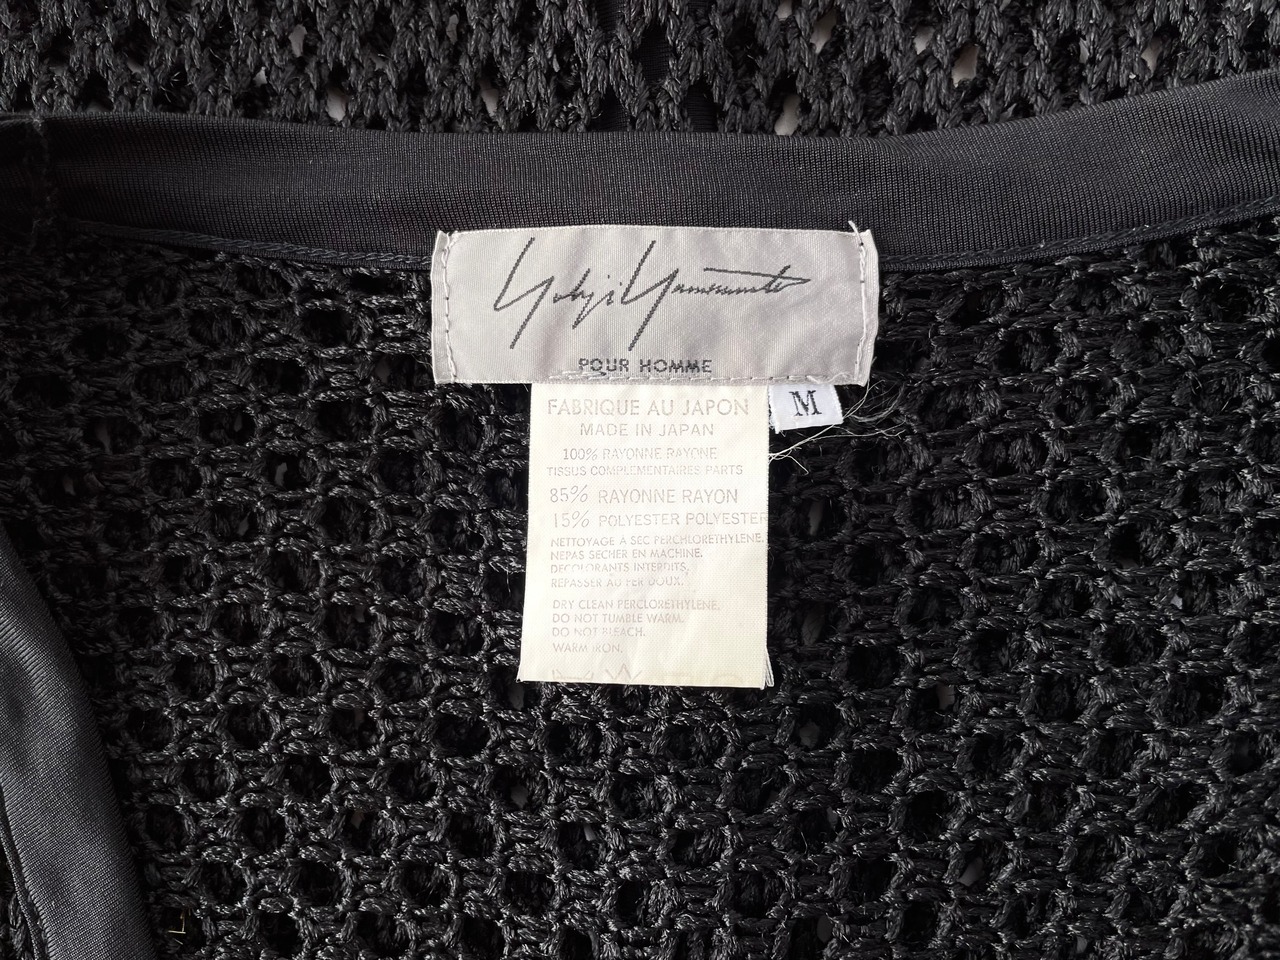 Yohji Yamamoto
POUR HOMME
M
FABRIQUE AU JAPON
MADE IN JAPAN
100% RAYONNE RAYONE
TISSUS COMPLEMENTAIRES PARTS
85% RAYONNE RAYON
15% POLYESTER POLYESTER
NETTOYAGE À SEC PERCHLORETHYLENE.
NEPAS SECHER EN MACHINE.
DECOLORANTS INTERDITS,
REPASSER AU FER DOUX.
DRY CLEAN PERCLORETHYLENE.
DO NOT TUMBLE WARM.
DO NOT BLEACH.
WARM IRON.